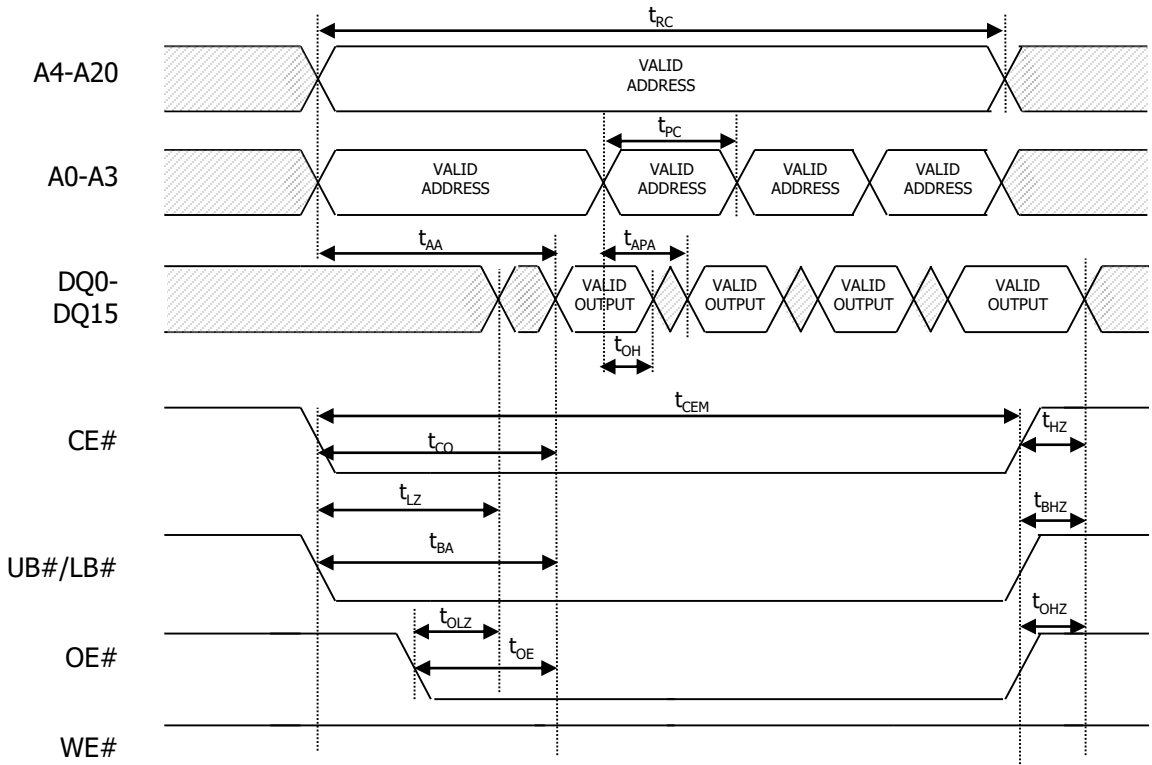 tRC
A4-A20
VALID
ADDRESS
tPC
A0-A3
VALID
ADDRESS
VALID
ADDRESS
VALID
ADDRESS
VALID
ADDRESS
tAA
tAPA
DQ0-
DQ15
VALID
OUTPUT
VALID
OUTPUT
VALID
OUTPUT
VALID
OUTPUT
tOH
tCEM
CE#
tCO
tHZ
tLZ
tBHZ
UB#/LB#
tBA
tOLZ
tOHZ
OE#
tOE
WE#